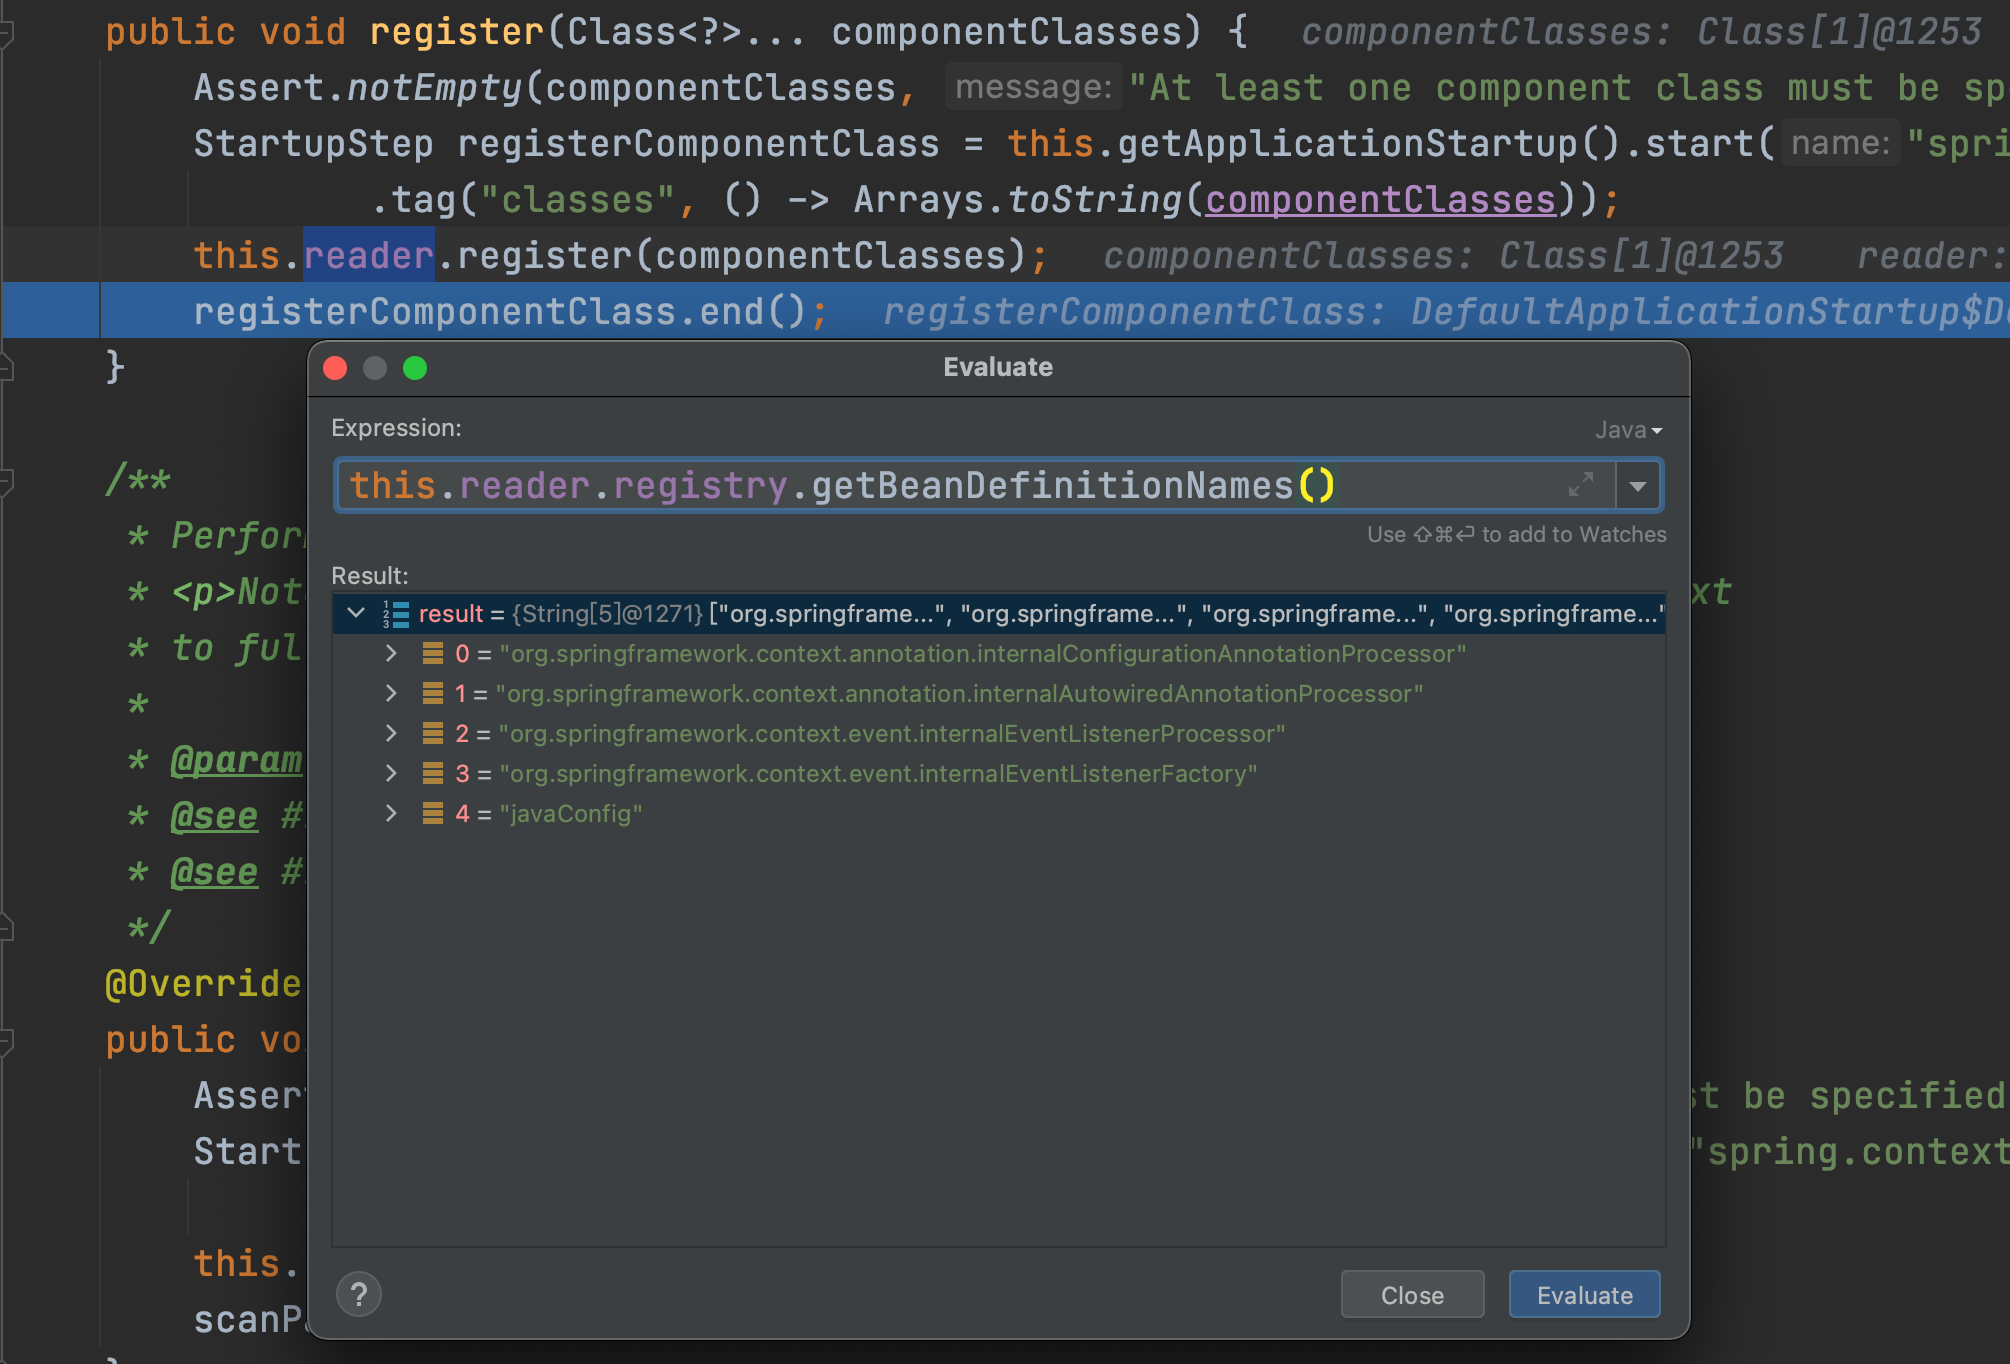 public void register(Class<?>... componentClasses) {  componentClasses: Class[1]@1253
Assert.notEmpty(componentClasses,  message: "At least one component class must be sp
StartupStep registerComponentClass = this.getApplicationStartup().start( name: "spri
.tag("classes", () -> Arrays.toString(componentClasses));
this.reader.register(componentClasses);  componentClasses: Class[1]@1253  reader:
registerComponentClass.end();  registerComponentClass: DefaultApplicationStartup$De
}
Evaluate
Expression:
Java
/**
this.reader.registry.getBeanDefinitionNames()
* Perfor
Use ⇧⌘⏎ to add to Watches
Result:
* <p>Not
xt
result = {String[5]@1271} ["org.springframe...", "org.springframe...", "org.springframe...", "org.springframe..."
* to ful
0 = "org.springframework.context.annotation.internalConfigurationAnnotationProcessor"
1 = "org.springframework.context.annotation.internalAutowiredAnnotationProcessor"
*
2 = "org.springframework.context.event.internalEventListenerProcessor"
* @param
3 = "org.springframework.context.event.internalEventListenerFactory"
* @see #
4 = "javaConfig"
* @see #
*/
@Override
public vo
Asser
st be specified
Start
"spring.context
this.
?
Close
Evaluate
scanP
}